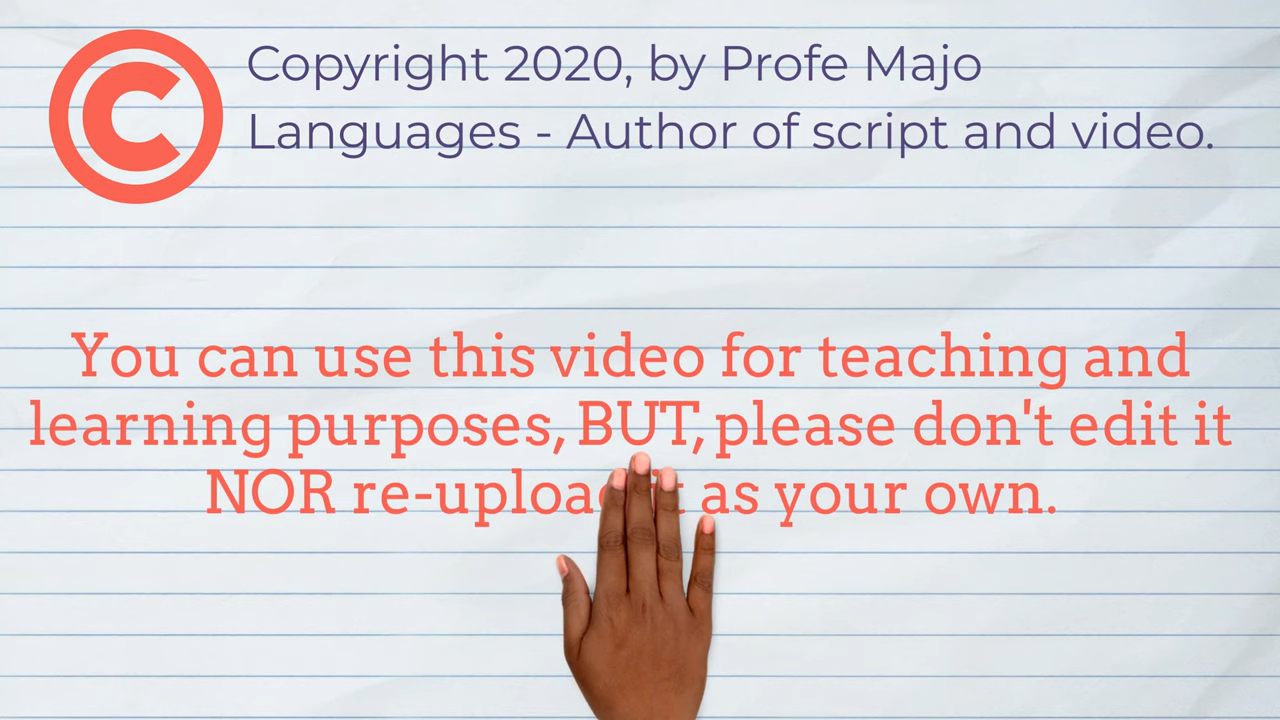 Copyright 2020, by Profe Majo
Languages - Author of script and video.
You can use this video for teaching and
learning purposes, BUT, please don't edit it
NOR re-upload it as your own.